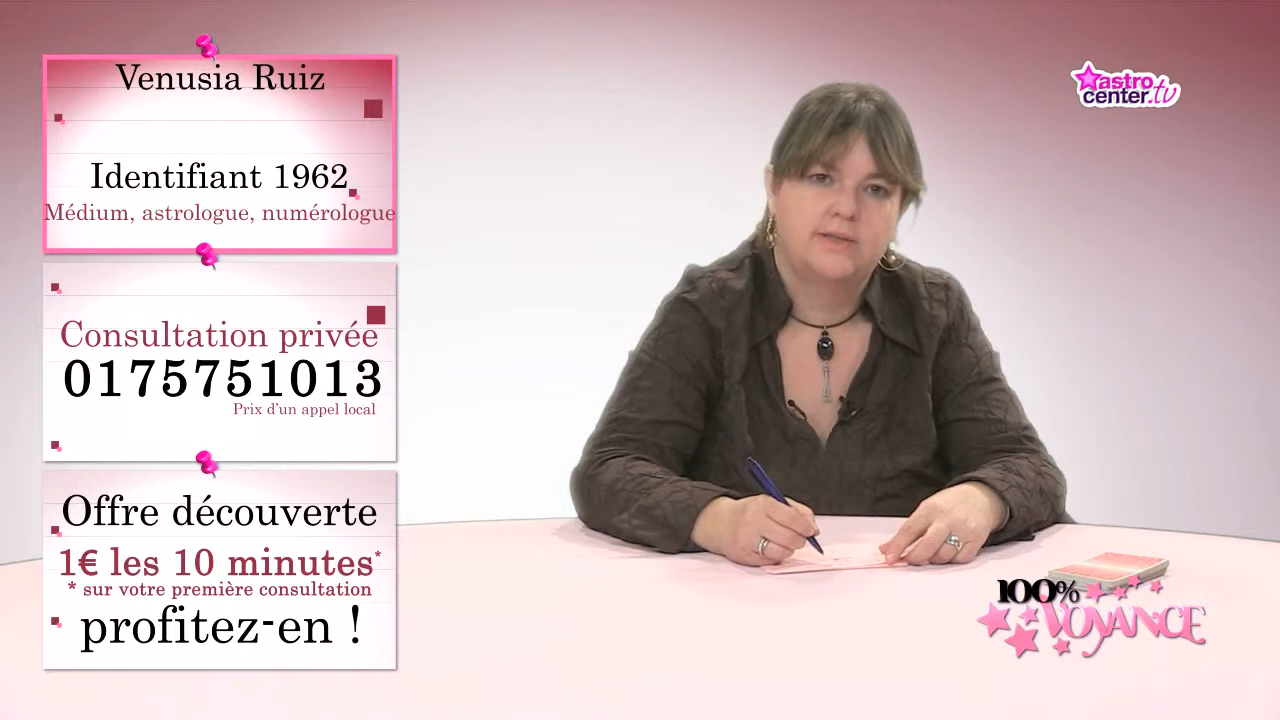 Venusia Ruiz
Identifiant 1962
Médium, astrologue, numérologue
Consultation privée
0175751013
Prix d'un appel local
Offre découverte
1€ les 10 minutes*
* sur votre première consultation
profitez-en !
astro
center.tv
100%
VOYANCE